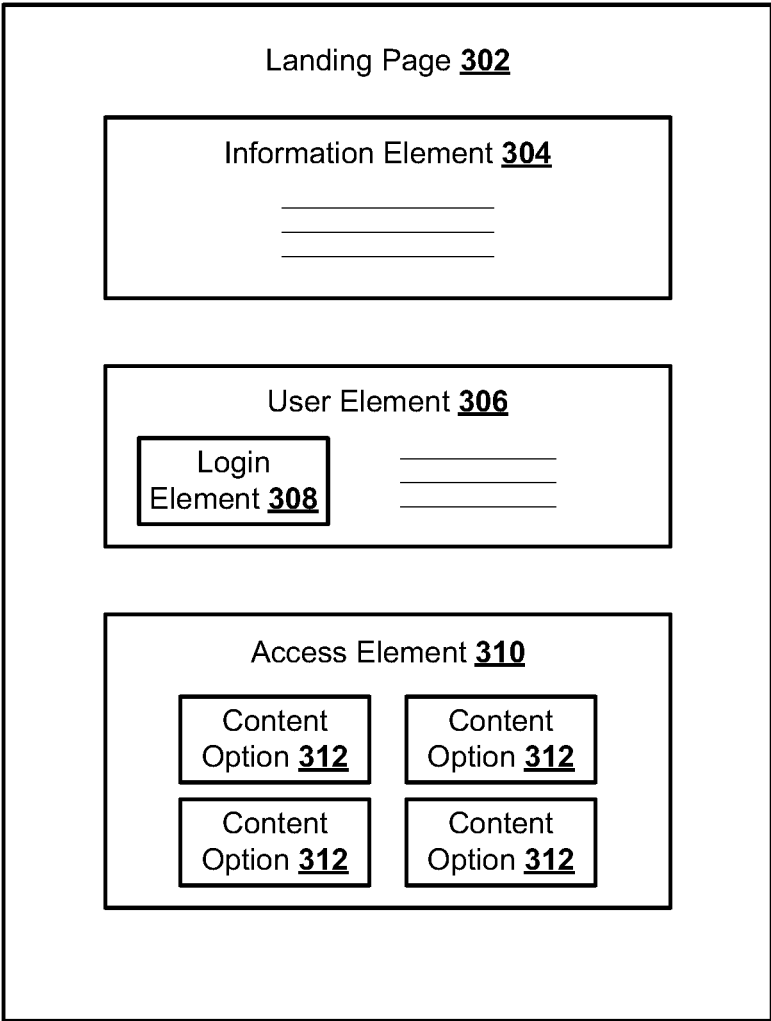 Landing Page 302
Information Element 304
User Element 306
Login
Element 308
Access Element 310
Content
Option 312
Content
Option 312
Content
Option 312
Content
Option 312